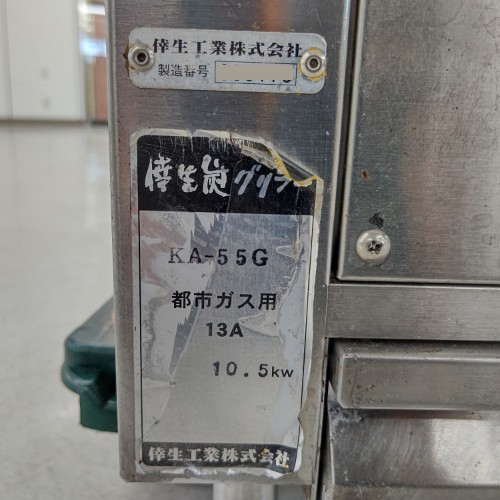 倖生工業株式会社
製造番号
倖生炭グリラ
KA-55G
都市ガス用
13A
10.5kw
倖生工業株式会社